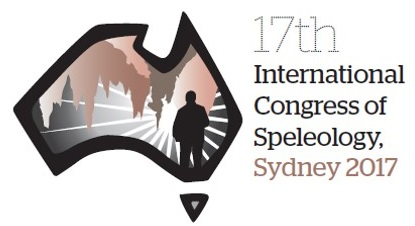 17th
International
Congress of
Speleology,
Sydney 2017